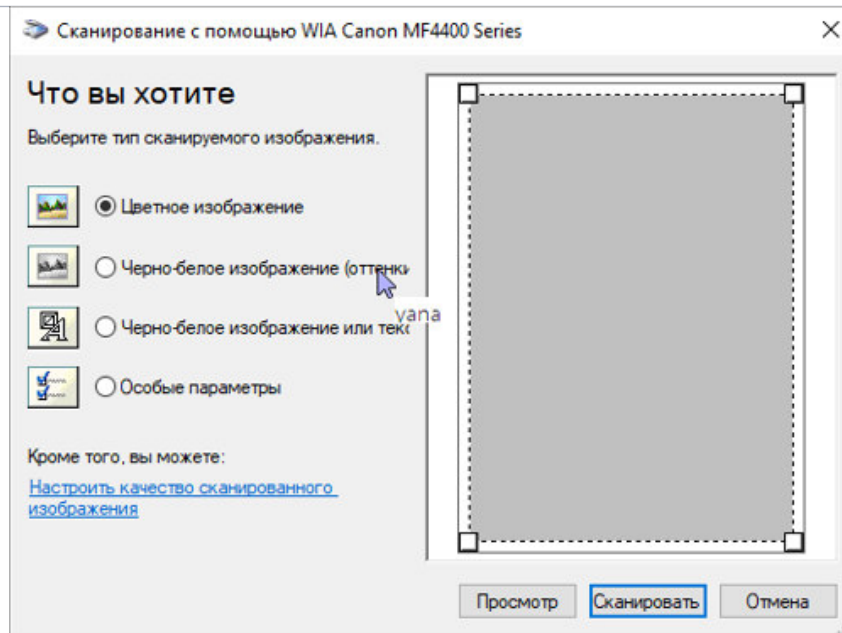 Сканирование с помощью WIA Canon MF4400 Series
Что вы хотите
Выберите тип сканируемого изображения.
Цветное изображение
Черно-белое изображение (оттенки
yana
Черно-белое изображение или текс
Особые параметры
Кроме того, вы можете:
Настроить качество сканированного
изображения
Просмотр
Сканировать
Отмена